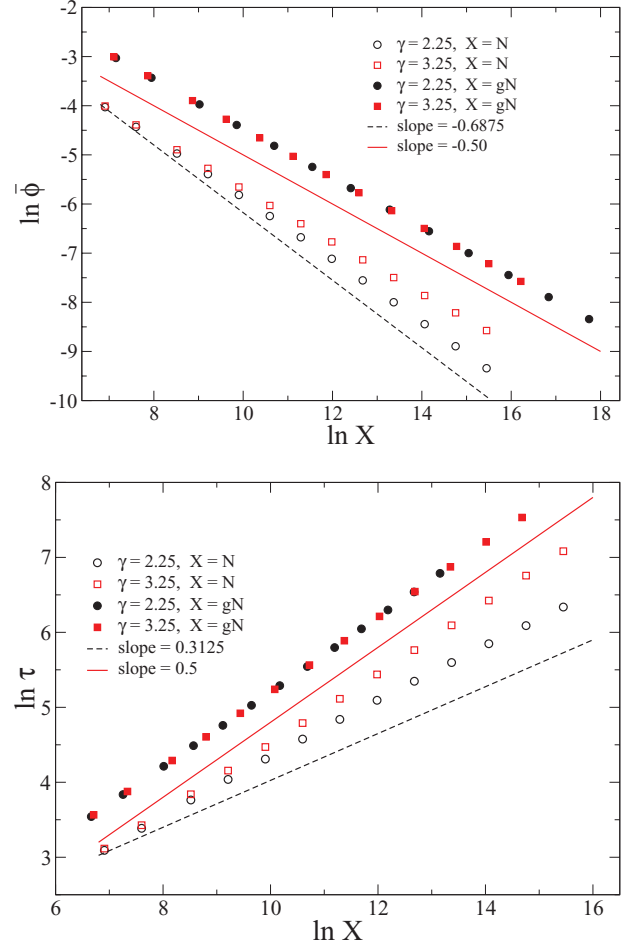 -3
-4
-5
-6
-7
-8
-9
-10
ln ϕ̄
γ = 2.25, X = N
γ = 3.25, X = N
γ = 2.25, X = gN
γ = 3.25, X = gN
slope = -0.6875
slope = -0.50
8 10 12 14 16 18
ln X
8
7
6
5
4
3
2
ln τ
γ = 2.25, X = N
γ = 3.25, X = N
γ = 2.25, X = gN
γ = 3.25, X = gN
slope = 0.3125
slope = 0.5
6 8 10 12 14 16
ln X